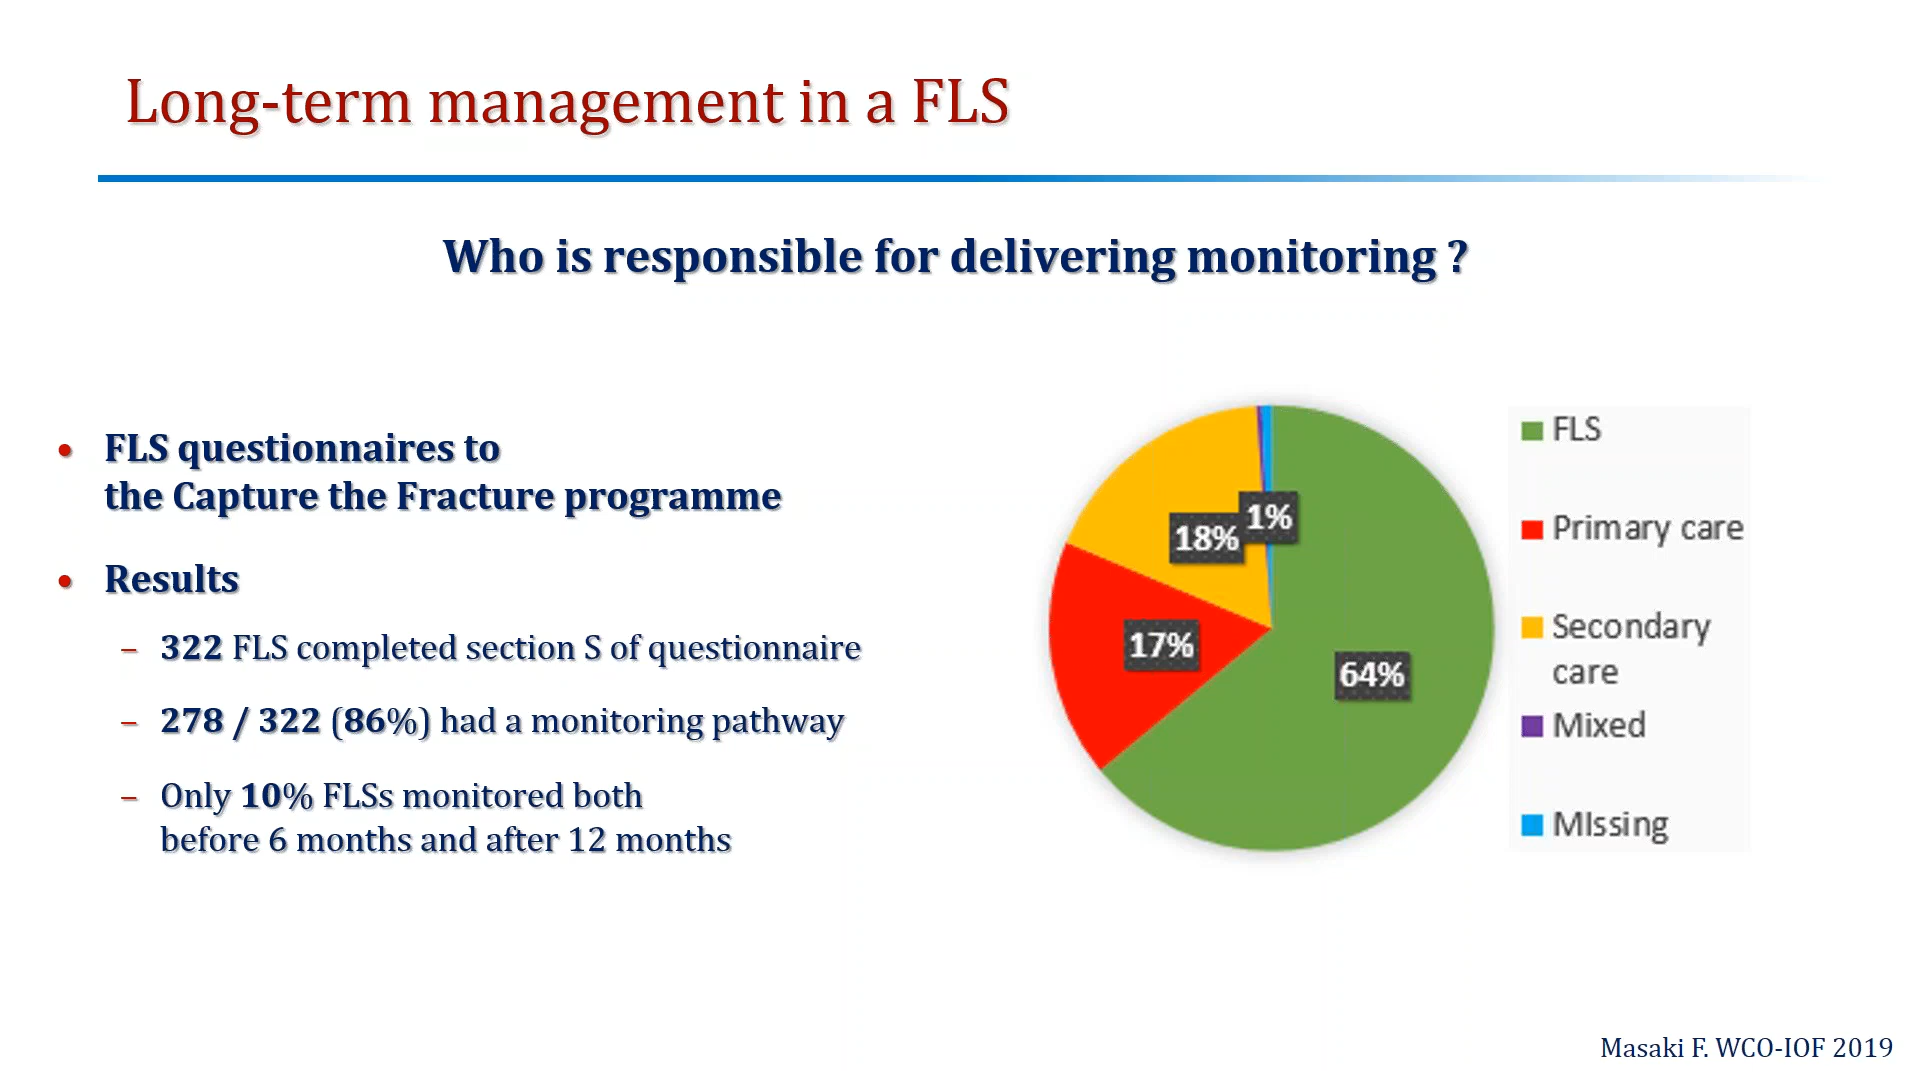 Long-term management in a FLS
Who is responsible for delivering monitoring ?
• FLS questionnaires to
the Capture the Fracture programme
• Results
– 322 FLS completed section S of questionnaire
– 278 / 322 (86%) had a monitoring pathway
– Only 10% FLSs monitored both
before 6 months and after 12 months
1%
18%
17%
64%
FLS
Primary care
Secondary
care
Mixed
MIssing
Masaki F. WCO-IOF 2019